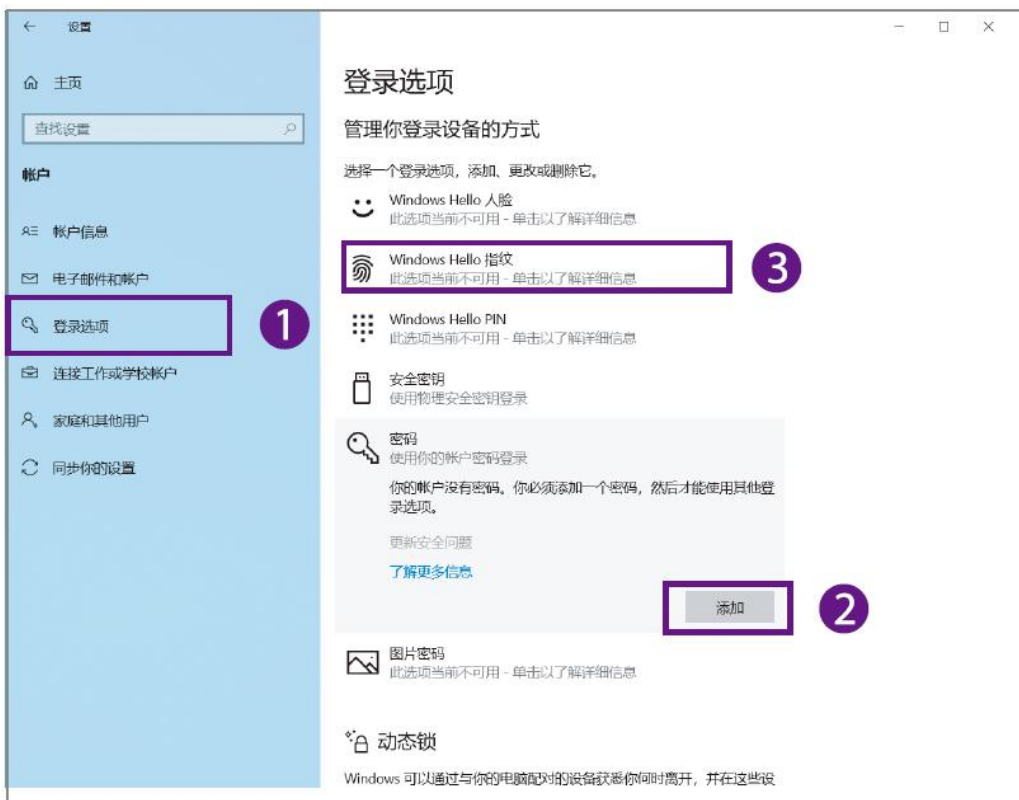 ← 设置
主页
查找设置
帐户
帐户信息
电子邮件和帐户
登录选项
1
连接工作或学校帐户
家庭和其他用户
同步你的设置
登录选项
管理你登录设备的方式
选择一个登录选项，添加、更改或删除它。
Windows Hello 人脸
此选项当前不可用 - 单击以了解详细信息
Windows Hello 指纹
此选项当前不可用 - 单击以了解详细信息
3
Windows Hello PIN
此选项当前不可用 - 单击以了解详细信息
安全密钥
使用物理安全密钥登录
密码
使用你的帐户密码登录
你的帐户没有密码。你必须添加一个密码，然后才能使用其他登
录选项。
更新安全问题
了解更多信息
添加
2
图片密码
此选项当前不可用 - 单击以了解详细信息
动态锁
Windows 可以通过与你的电脑配对的设备获悉你何时离开，并在这些设